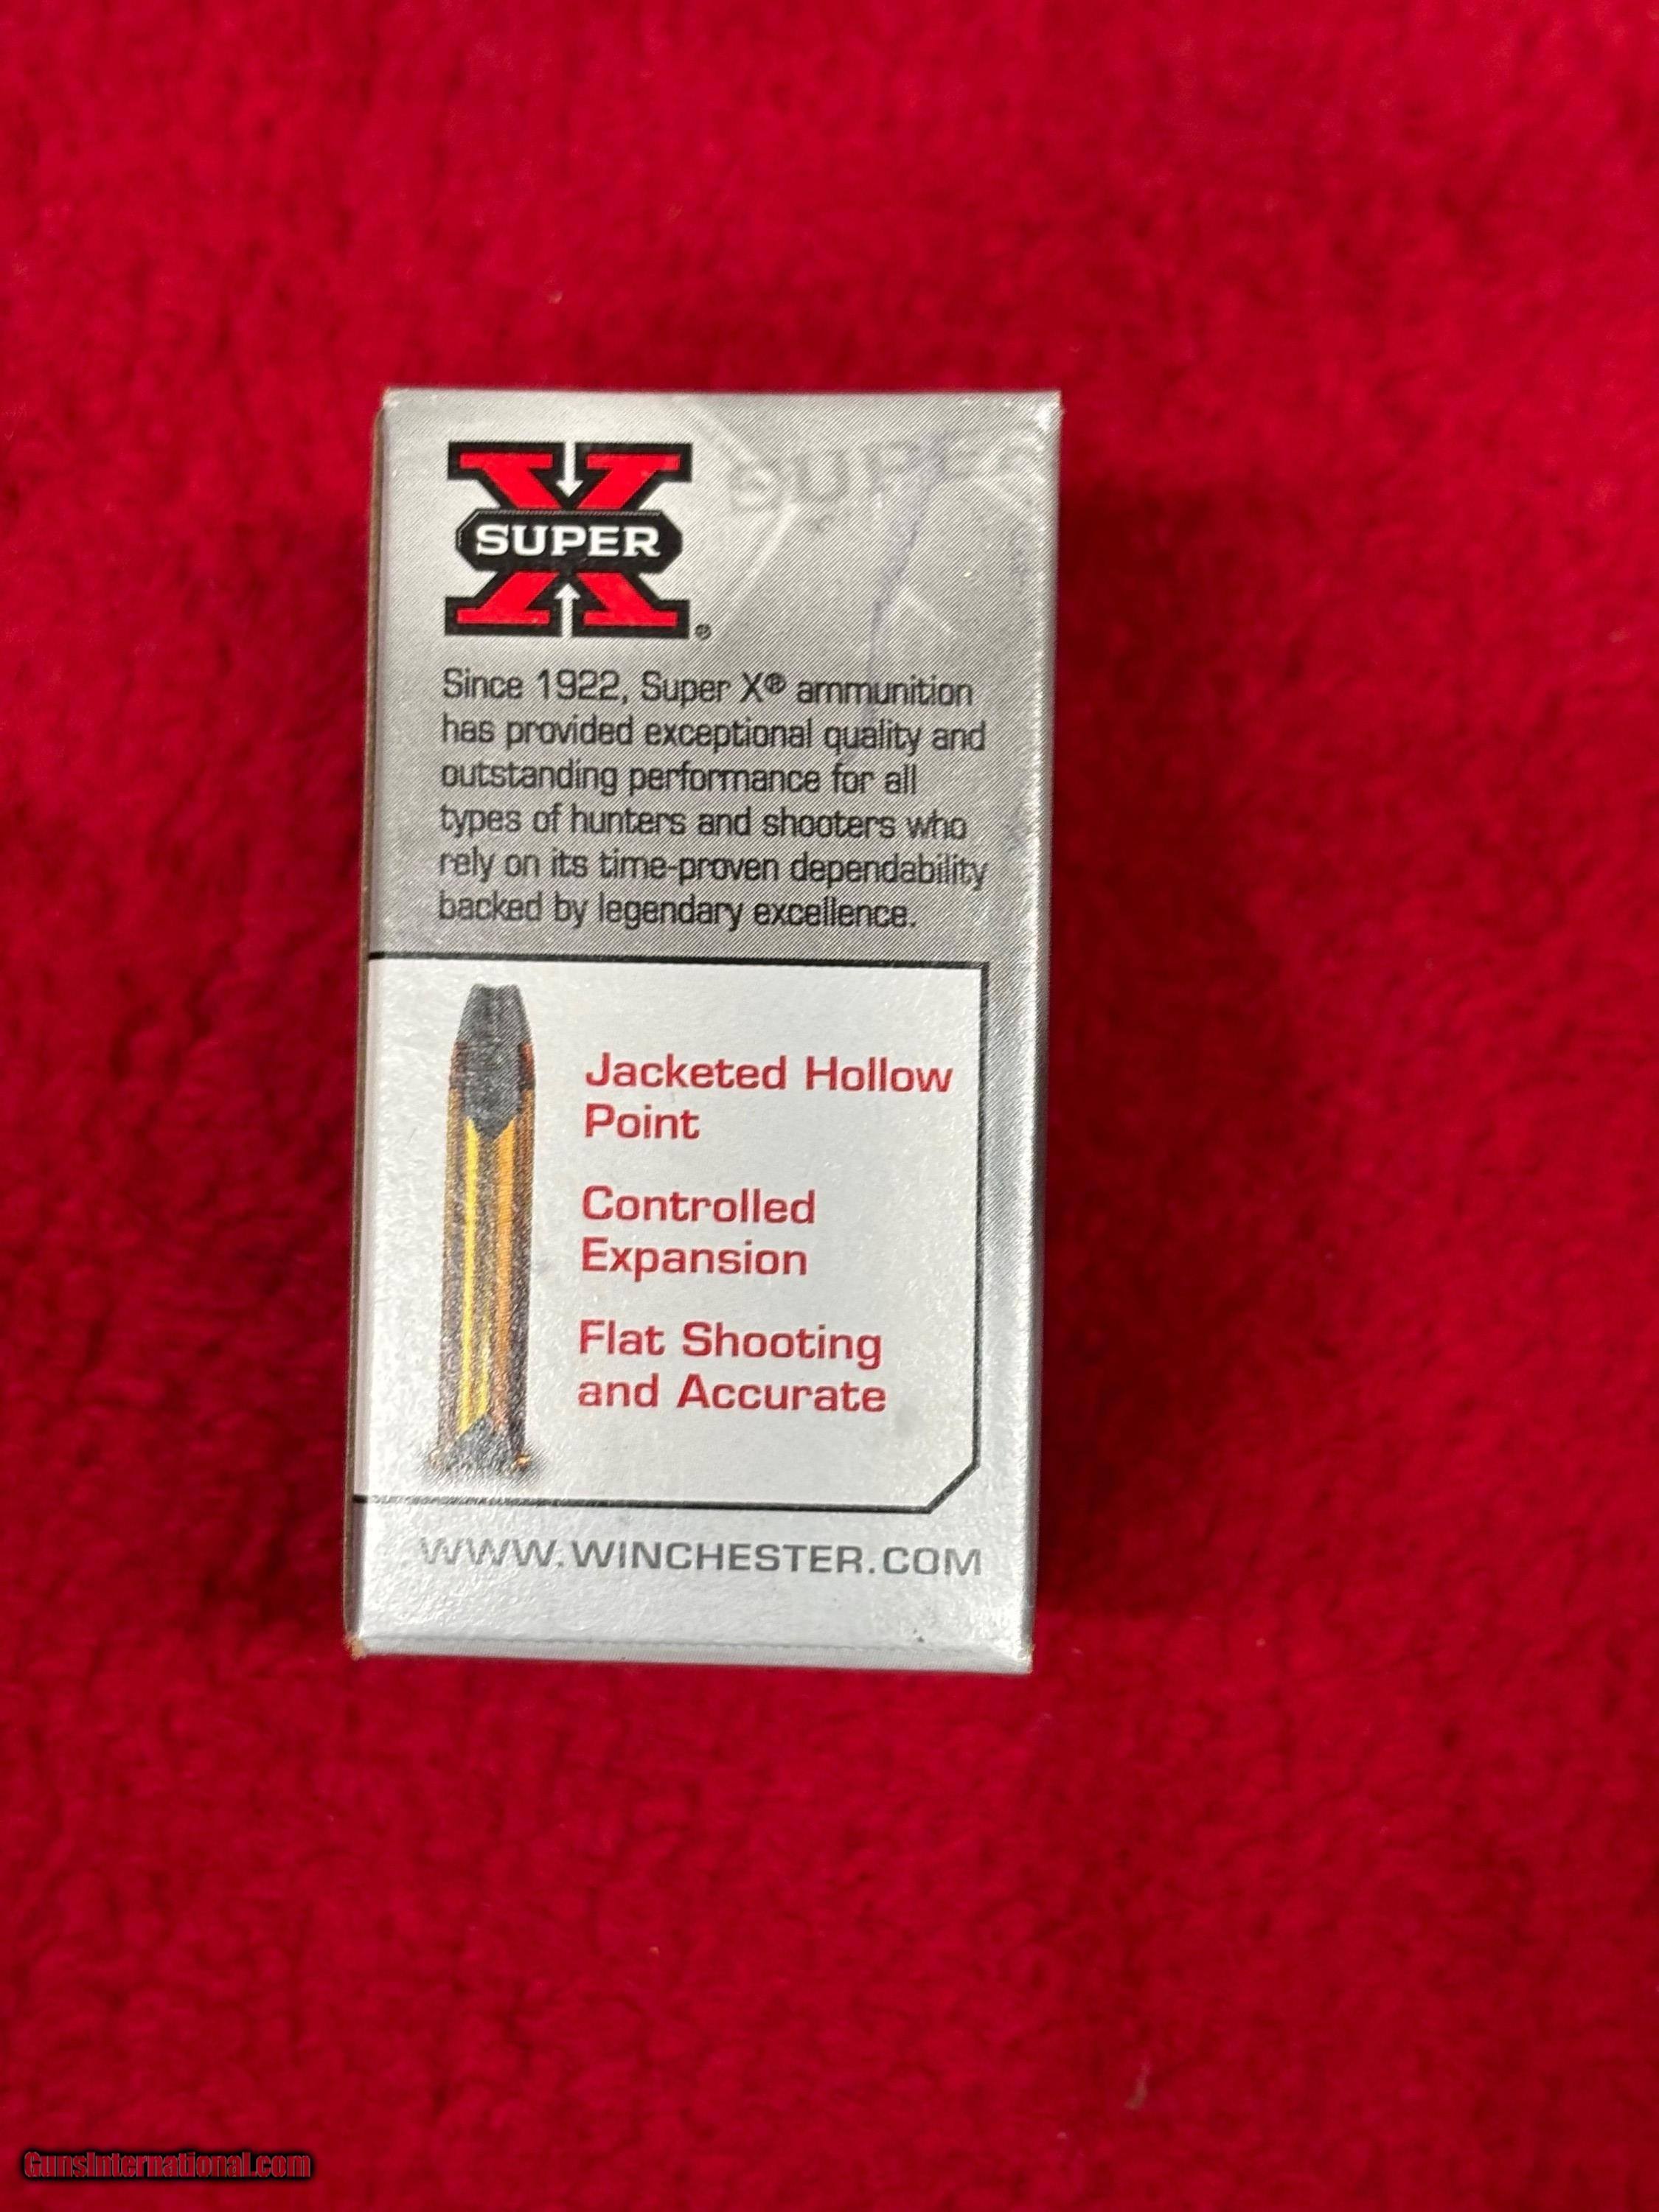 SUPER
X
SUPER
®
Since 1922, Super X® ammunition
has provided exceptional quality and
outstanding performance for all
types of hunters and shooters who
rely on its time-proven dependability
backed by legendary excellence.
Jacketed Hollow
Point
Controlled
Expansion
Flat Shooting
and Accurate
WWW.WINCHESTER.COM
GunsInternational.com